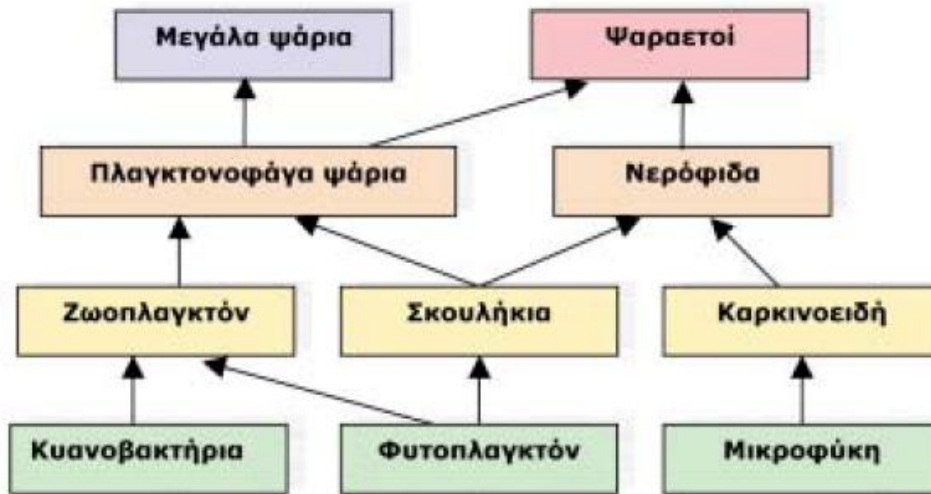 Μεγάλα ψάρια
Ψαραετοί
Πλαγκτονοφάγα ψάρια
Νερόφιδα
Ζωοπλαγκτόν
Σκουλήκια
Καρκινοειδή
Κυανοβακτήρια
Φυτοπλαγκτόν
Μικροφύκη